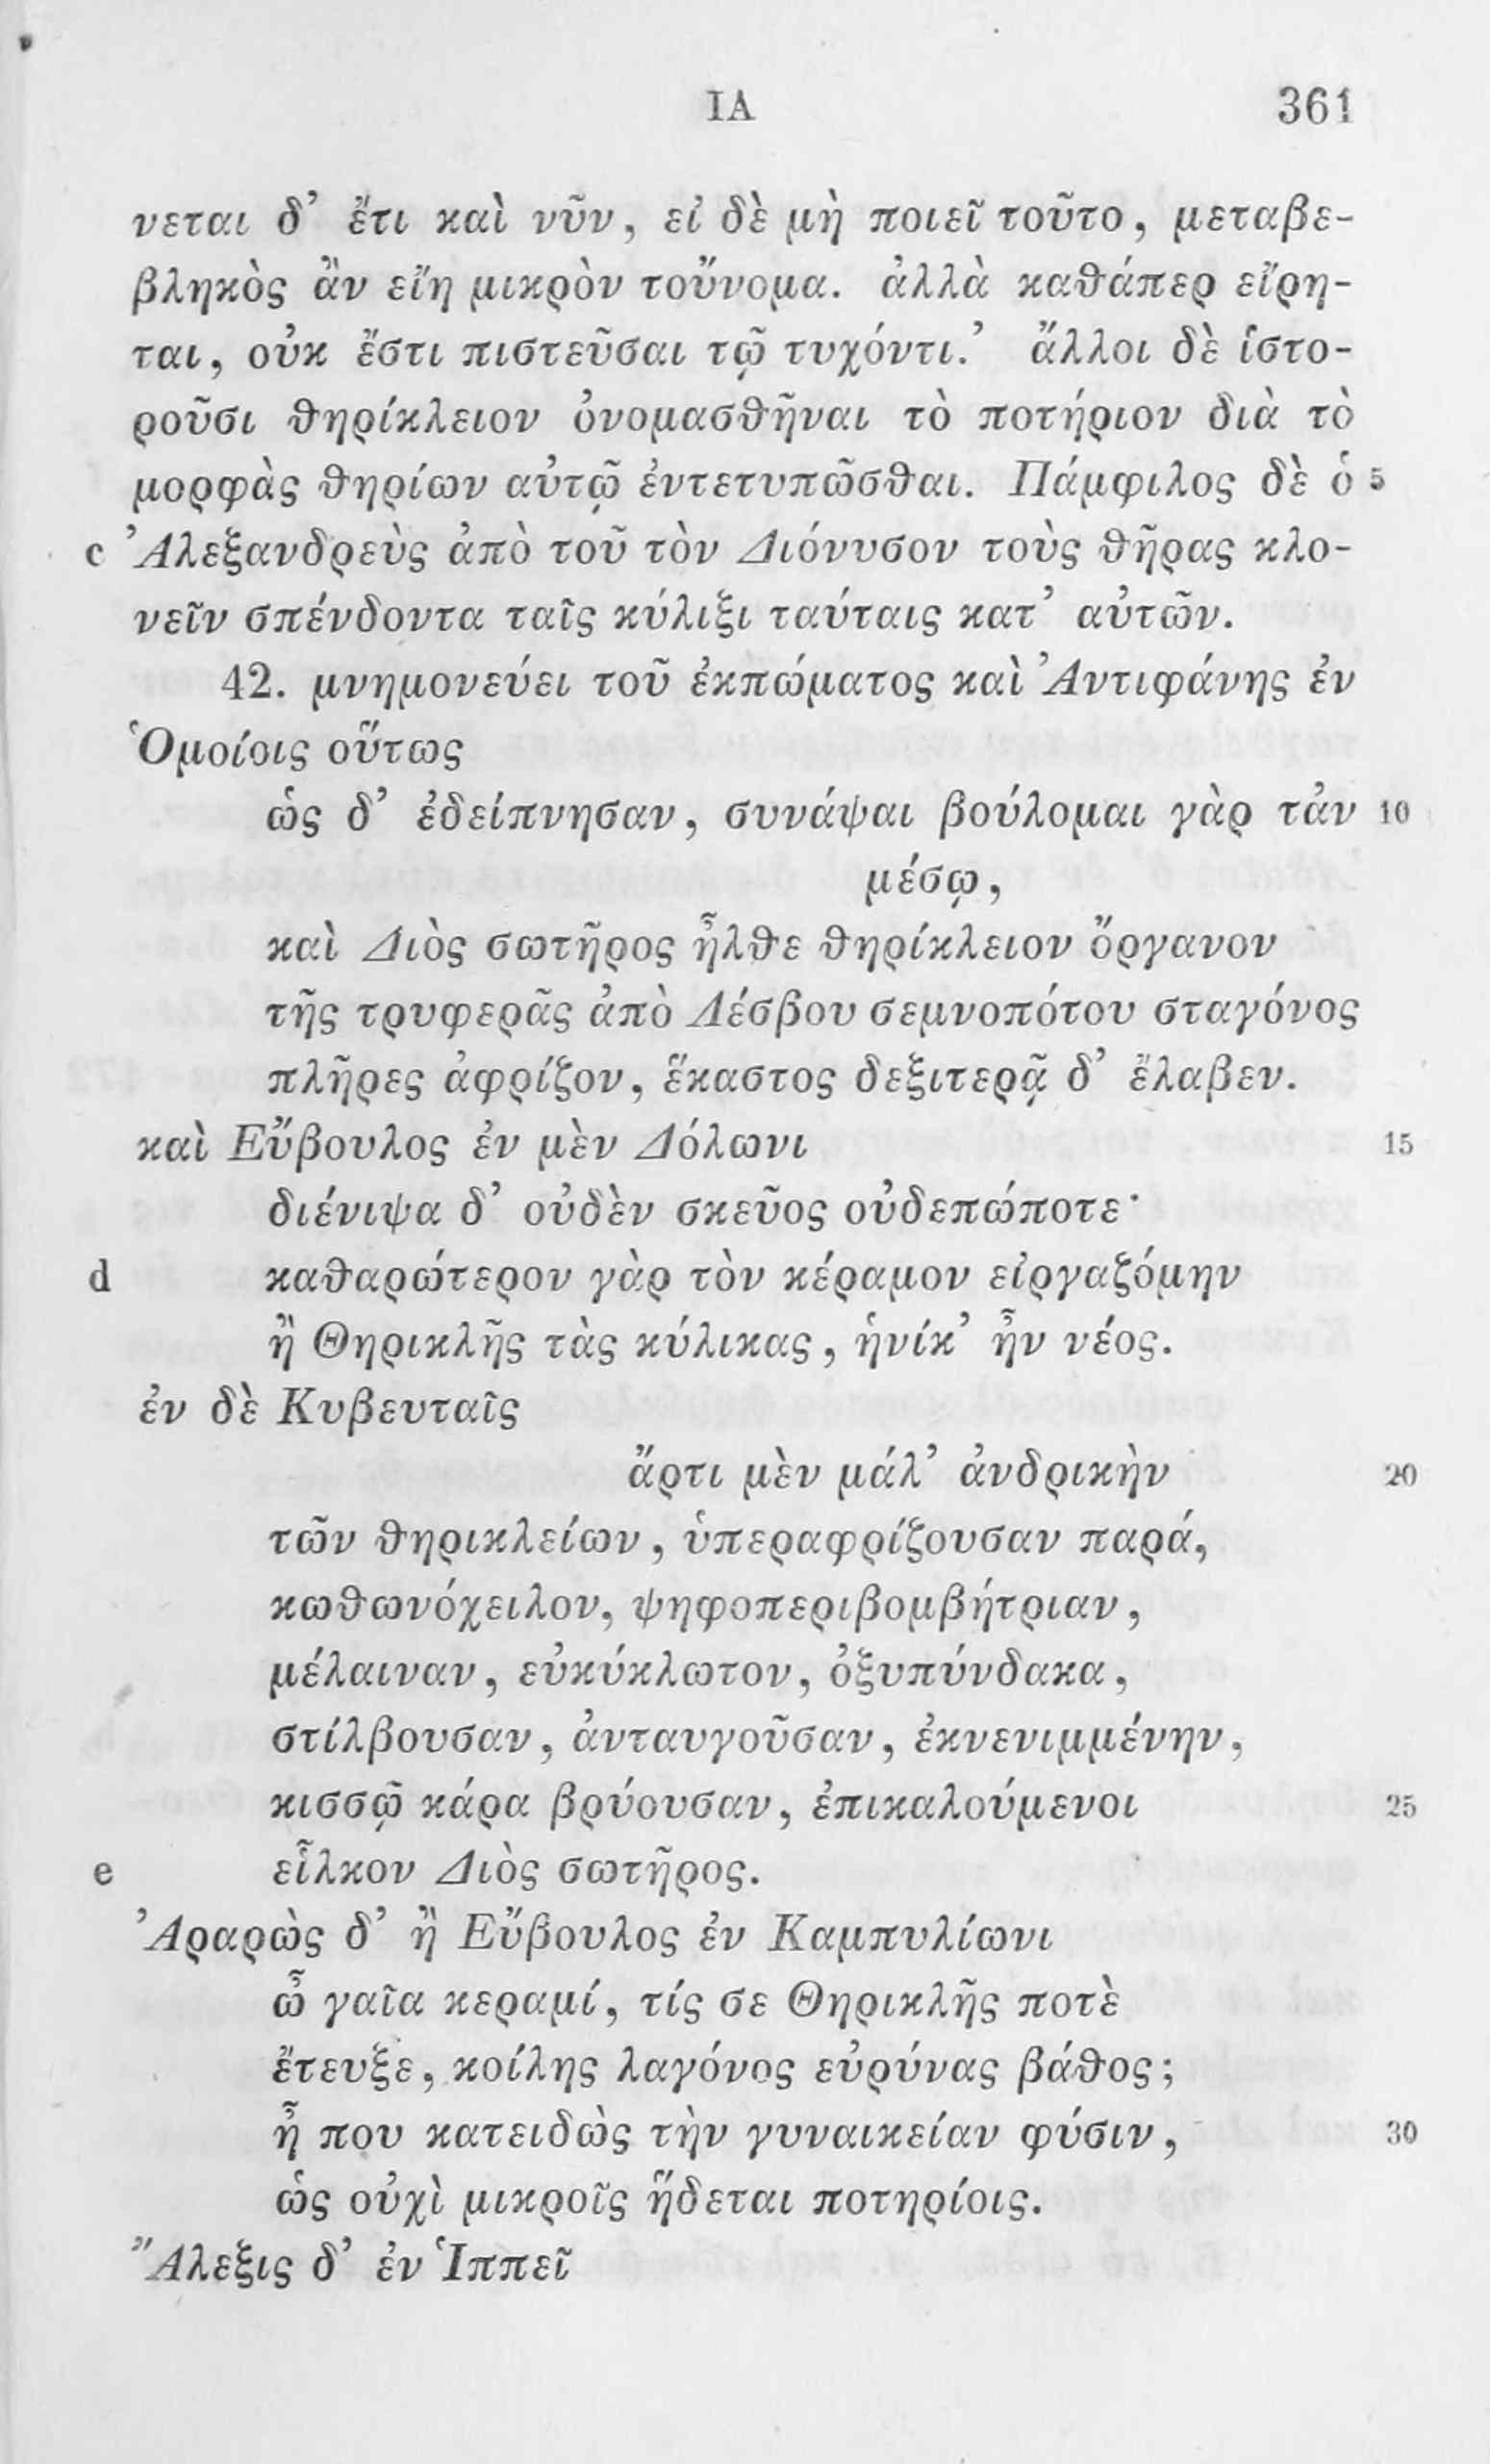 ΙΑ 361
νεται δ’ ἔτι καὶ νῦν, εἰ δὲ μὴ ποιεῖ τοῦτο, μεταβε-
βληκὸς ἂν εἴη μικρὸν τοὔνομα. ἀλλὰ καθάπερ εἴρη-
ται, οὐκ ἔστι πιστεῦσαι τῷ τυχόντι.’ ἄλλοι δὲ ἱστο-
ροῦσι θηρίκλειον ὀνομασθῆναι τὸ ποτήριον διὰ τὸ
μορφὰς θηρίων αὐτῷ ἐντετυπῶσθαι. Πάμφιλος δὲ ὁ 5
c Ἀλεξανδρεὺς ἀπὸ τοῦ τὸν Διόνυσον τοὺς θῆρας κλο-
νεῖν σπένδοντα ταῖς κύλιξι ταύταις κατ’ αὐτῶν.
42. μνημονεύει τοῦ ἐκπώματος καὶ Ἀντιφάνης ἐν
Ὁμοίοις οὕτως
ὡς δ’ ἐδείπνησαν, συνάψαι βούλομαι γὰρ τἀν 10
μέσῳ,
καὶ Διὸς σωτῆρος ἦλθε θηρίκλειον ὄργανον
τῆς τρυφερᾶς ἀπὸ Λέσβου σεμνοπότου σταγόνος
πλῆρες ἀφρίζον, ἕκαστος δεξιτερᾷ δ’ ἔλαβεν.
καὶ Εὔβουλος ἐν μὲν Δόλωνι 15
διένιψα δ’ οὐδὲν σκεῦος οὐδεπώποτε·
d καθαρώτερον γὰρ τὸν κέραμον εἰργαζόμην
ἢ Θηρικλῆς τὰς κύλικας, ἡνίκ’ ἦν νέος.
ἐν δὲ Κυβευταῖς
ἄρτι μὲν μάλ’ ἀνδρικὴν 20
τῶν θηρικλείων, ὑπεραφρίζουσαν παρά,
κωθωνόχειλον, ψηφοπεριβομβήτριαν,
μέλαιναν, εὐκύκλωτον, ὀξυπύνδακα,
στίλβουσαν, ἀνταυγοῦσαν, ἐκνενιμμένην,
κισσῷ κάρα βρύουσαν, ἐπικαλούμενοι 25
e εἷλκον Διὸς σωτῆρος.
Ἀραρὼς δ’ ἢ Εὔβουλος ἐν Καμπυλίωνι
ὦ γαῖα κεραμί, τίς σε Θηρικλῆς ποτὲ
ἔτευξε, κοίλης λαγόνος εὐρύνας βάθος;
ἦ που κατειδὼς τὴν γυναικείαν φύσιν, 30
ὡς οὐχὶ μικροῖς ἥδεται ποτηρίοις.
Ἄλεξις δ’ ἐν Ἱππεῖ